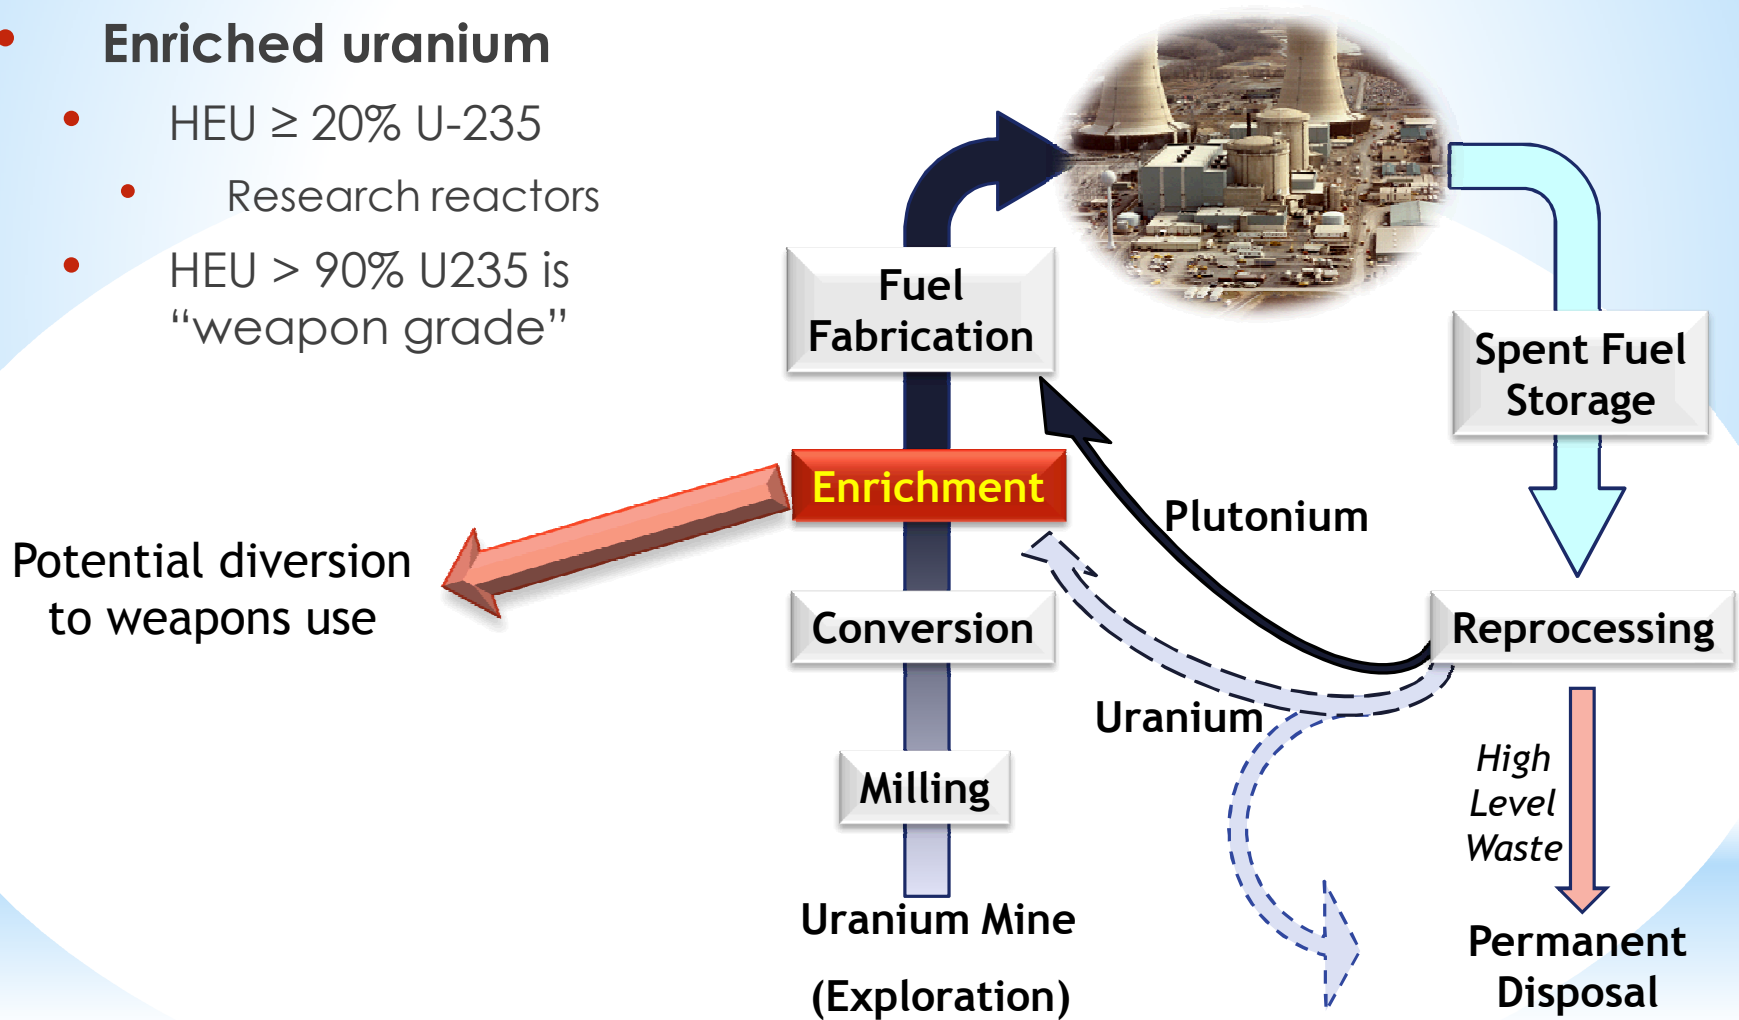 Enriched uranium
HEU ≥ 20% U-235
Research reactors
HEU > 90% U235 is
“weapon grade”
Fuel
Fabrication
Spent Fuel
Storage
Enrichment
Plutonium
Potential diversion
to weapons use
Conversion
Reprocessing
Uranium
Milling
High
Level
Waste
Uranium Mine
(Exploration)
Permanent
Disposal